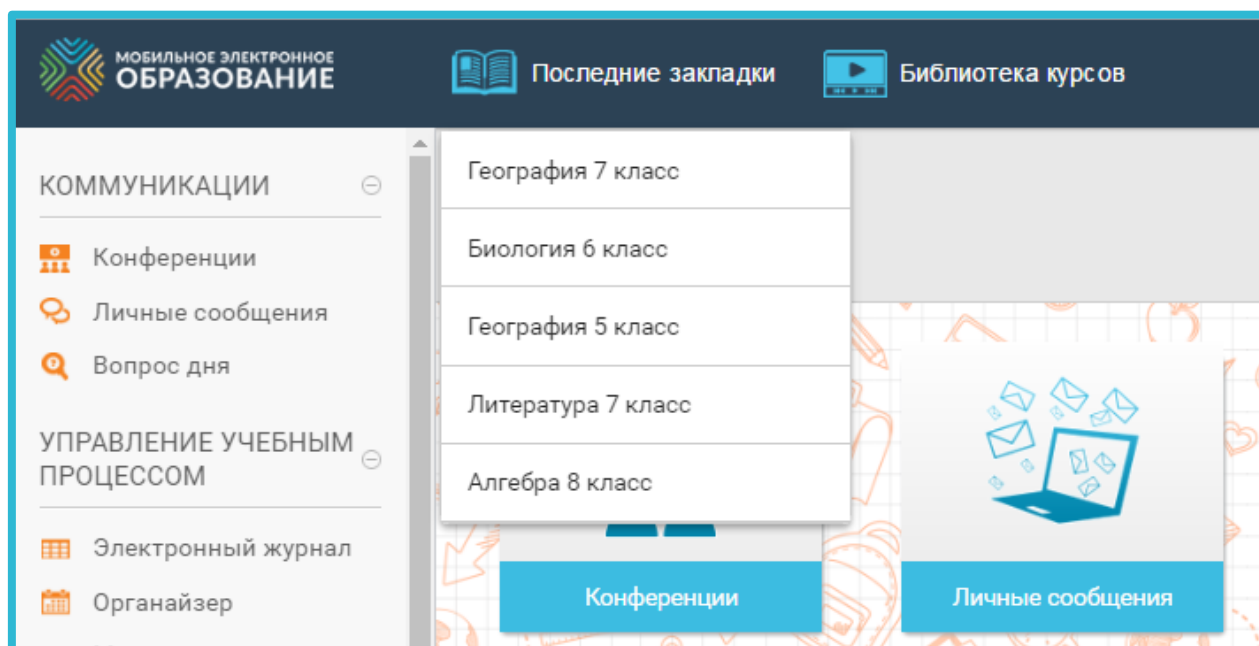 МОБИЛЬНОЕ ЭЛЕКТРОННОЕ
ОБРАЗОВАНИЕ
Последние закладки
Библиотека курсов
КОММУНИКАЦИИ
Конференции
Личные сообщения
Вопрос дня
УПРАВЛЕНИЕ УЧЕБНЫМ
ПРОЦЕССОМ
Электронный журнал
Органайзер
География 7 класс
Биология 6 класс
География 5 класс
Литература 7 класс
Алгебра 8 класс
Конференции
Личные сообщения